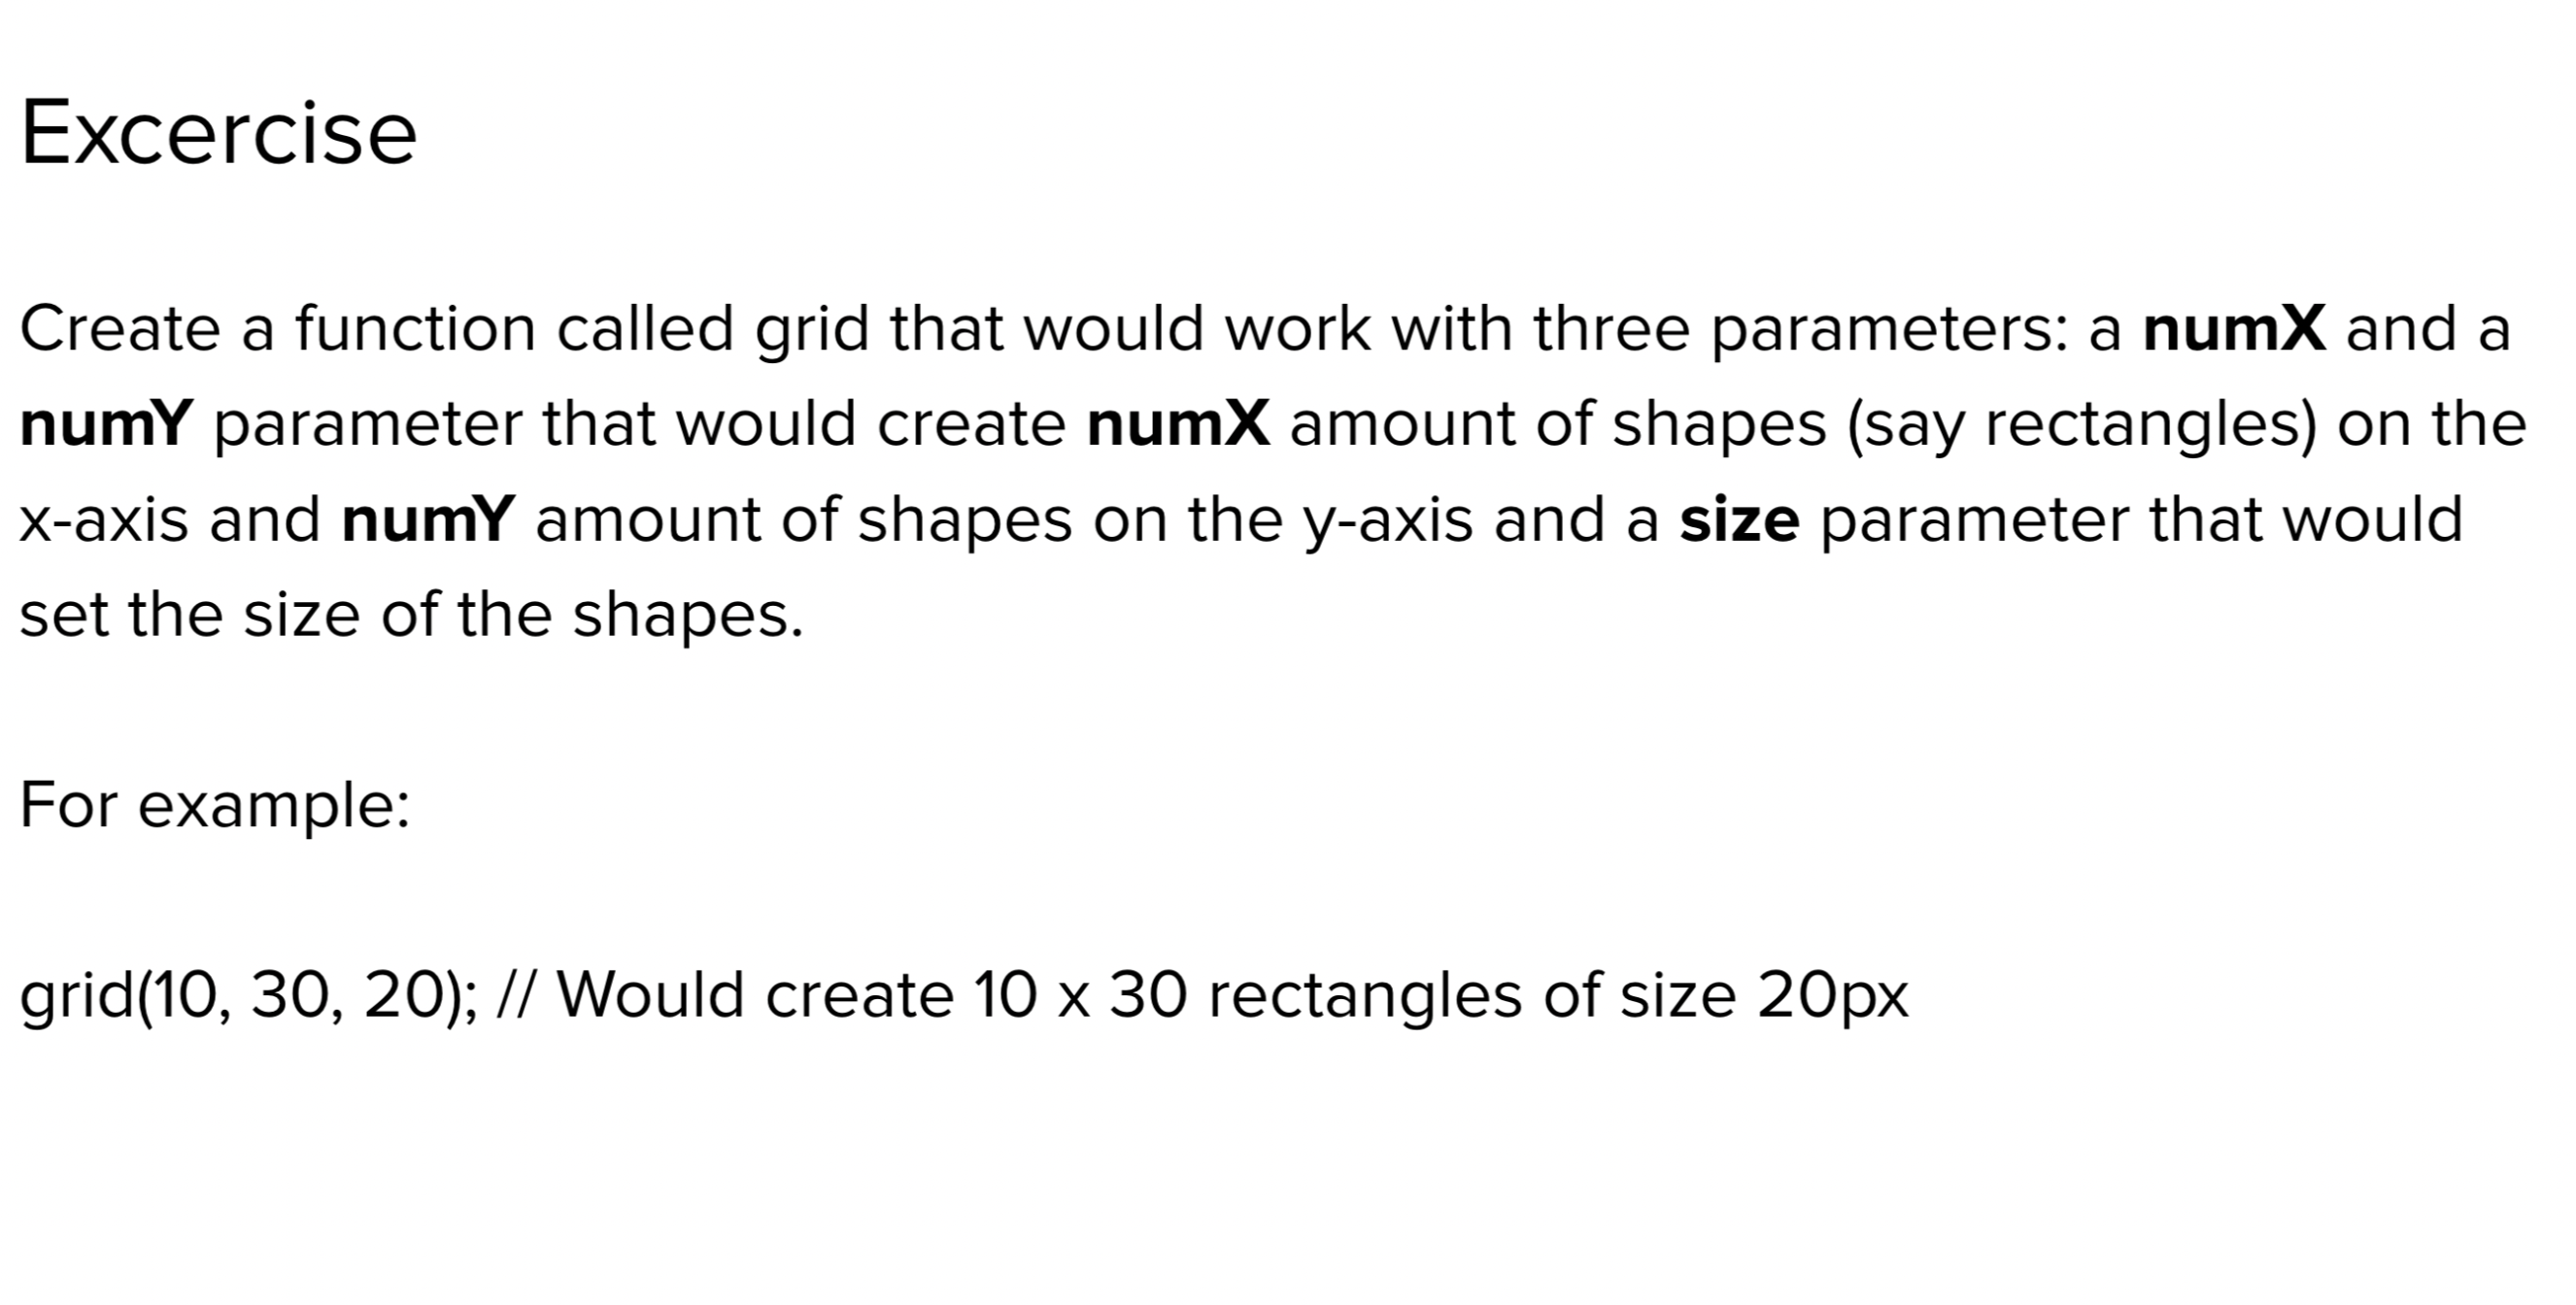 Excercise
Create a function called grid that would work with three parameters: a numX and a
numY parameter that would create numX amount of shapes (say rectangles) on the
x-axis and numY amount of shapes on the y-axis and a size parameter that would
set the size of the shapes.
For example:
grid(10, 30, 20); // Would create 10 x 30 rectangles of size 20px